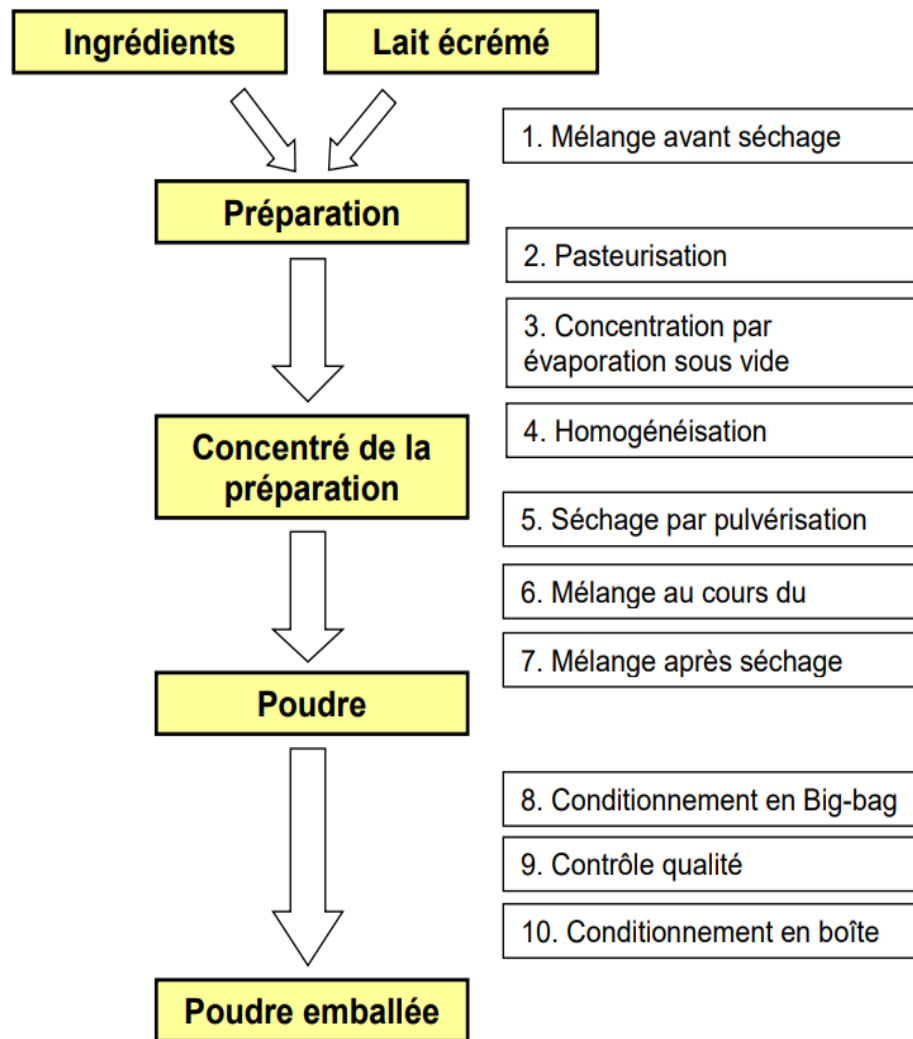 Ingrédients
Lait écrémé
1. Mélange avant séchage
Préparation
2. Pasteurisation
3. Concentration par
évaporation sous vide
4. Homogénéisation
Concentré de la
préparation
5. Séchage par pulvérisation
6. Mélange au cours du
7. Mélange après séchage
Poudre
8. Conditionnement en Big-bag
9. Contrôle qualité
10. Conditionnement en boîte
Poudre emballée